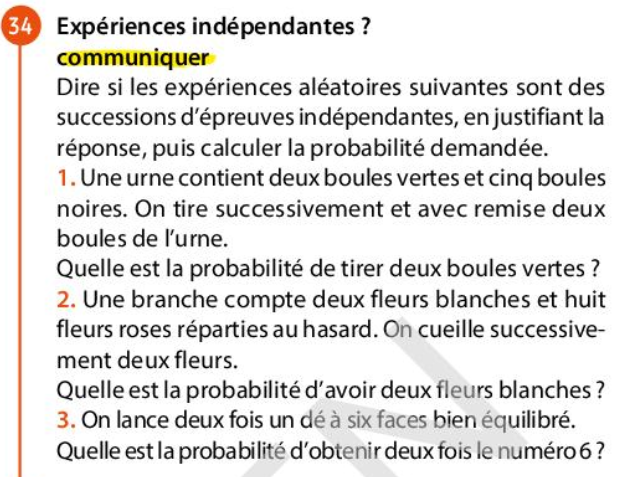 34 Expériences indépendantes ?
communiquer
Dire si les expériences aléatoires suivantes sont des
successions d'épreuves indépendantes, en justifiant la
réponse, puis calculer la probabilité demandée.
1. Une urne contient deux boules vertes et cinq boules
noires. On tire successivement et avec remise deux
boules de l'urne.
Quelle est la probabilité de tirer deux boules vertes ?
2. Une branche compte deux fleurs blanches et huit
fleurs roses réparties au hasard. On cueille successive-
ment deux fleurs.
Quelle est la probabilité d'avoir deux fleurs blanches ?
3. On lance deux fois un dé à six faces bien équilibré.
Quelle est la probabilité d'obtenir deux fois le numéro 6 ?